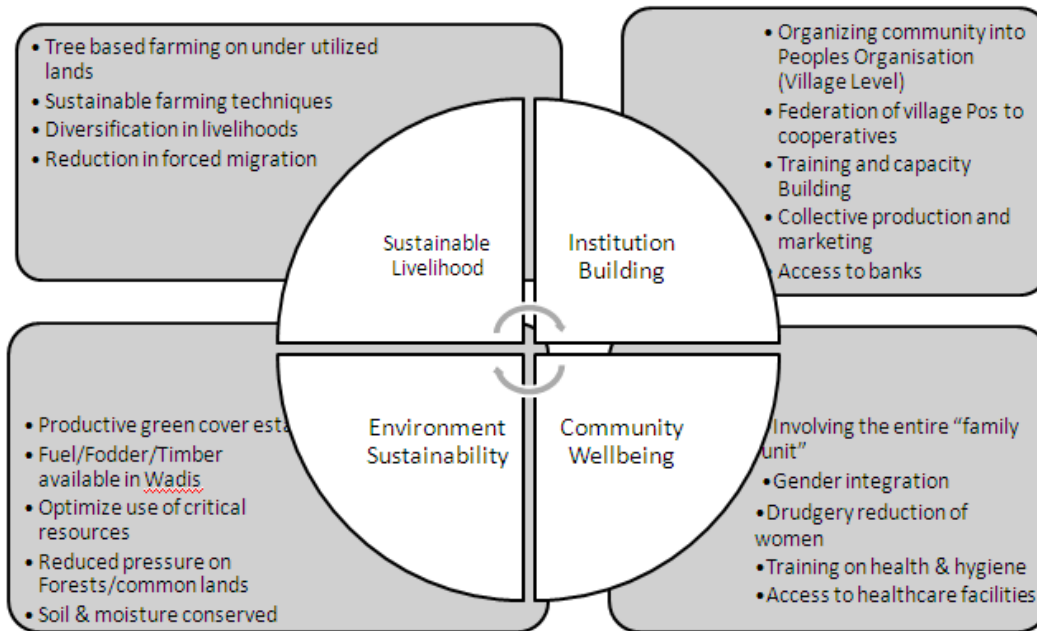 • Tree based farming on under utilized
lands
• Sustainable farming techniques
• Diversification in livelihoods
• Reduction in forced migration
• Organizing community into
Peoples Organisation
(Village Level)
• Federation of village Pos to
cooperatives
• Training and capacity
Building
• Collective production and
marketing
• Access to banks
Sustainable
Livelihood
Institution
Building
Environment
Sustainability
Community
Wellbeing
• Productive green cover
• Fuel/Fodder/Timber
available in Wadis
• Optimize use of critical
resources
• Reduced pressure on
Forests/common lands
• Soil & moisture conserved
Involving the entire “family
unit”
•Gender integration
•Drudgery reduction of
women
•Training on health & hygiene
•Access to healthcare facilities